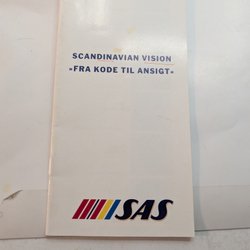 SCANDINAVIAN VISION
»FRA KODE TIL ANSIGT«
SAS